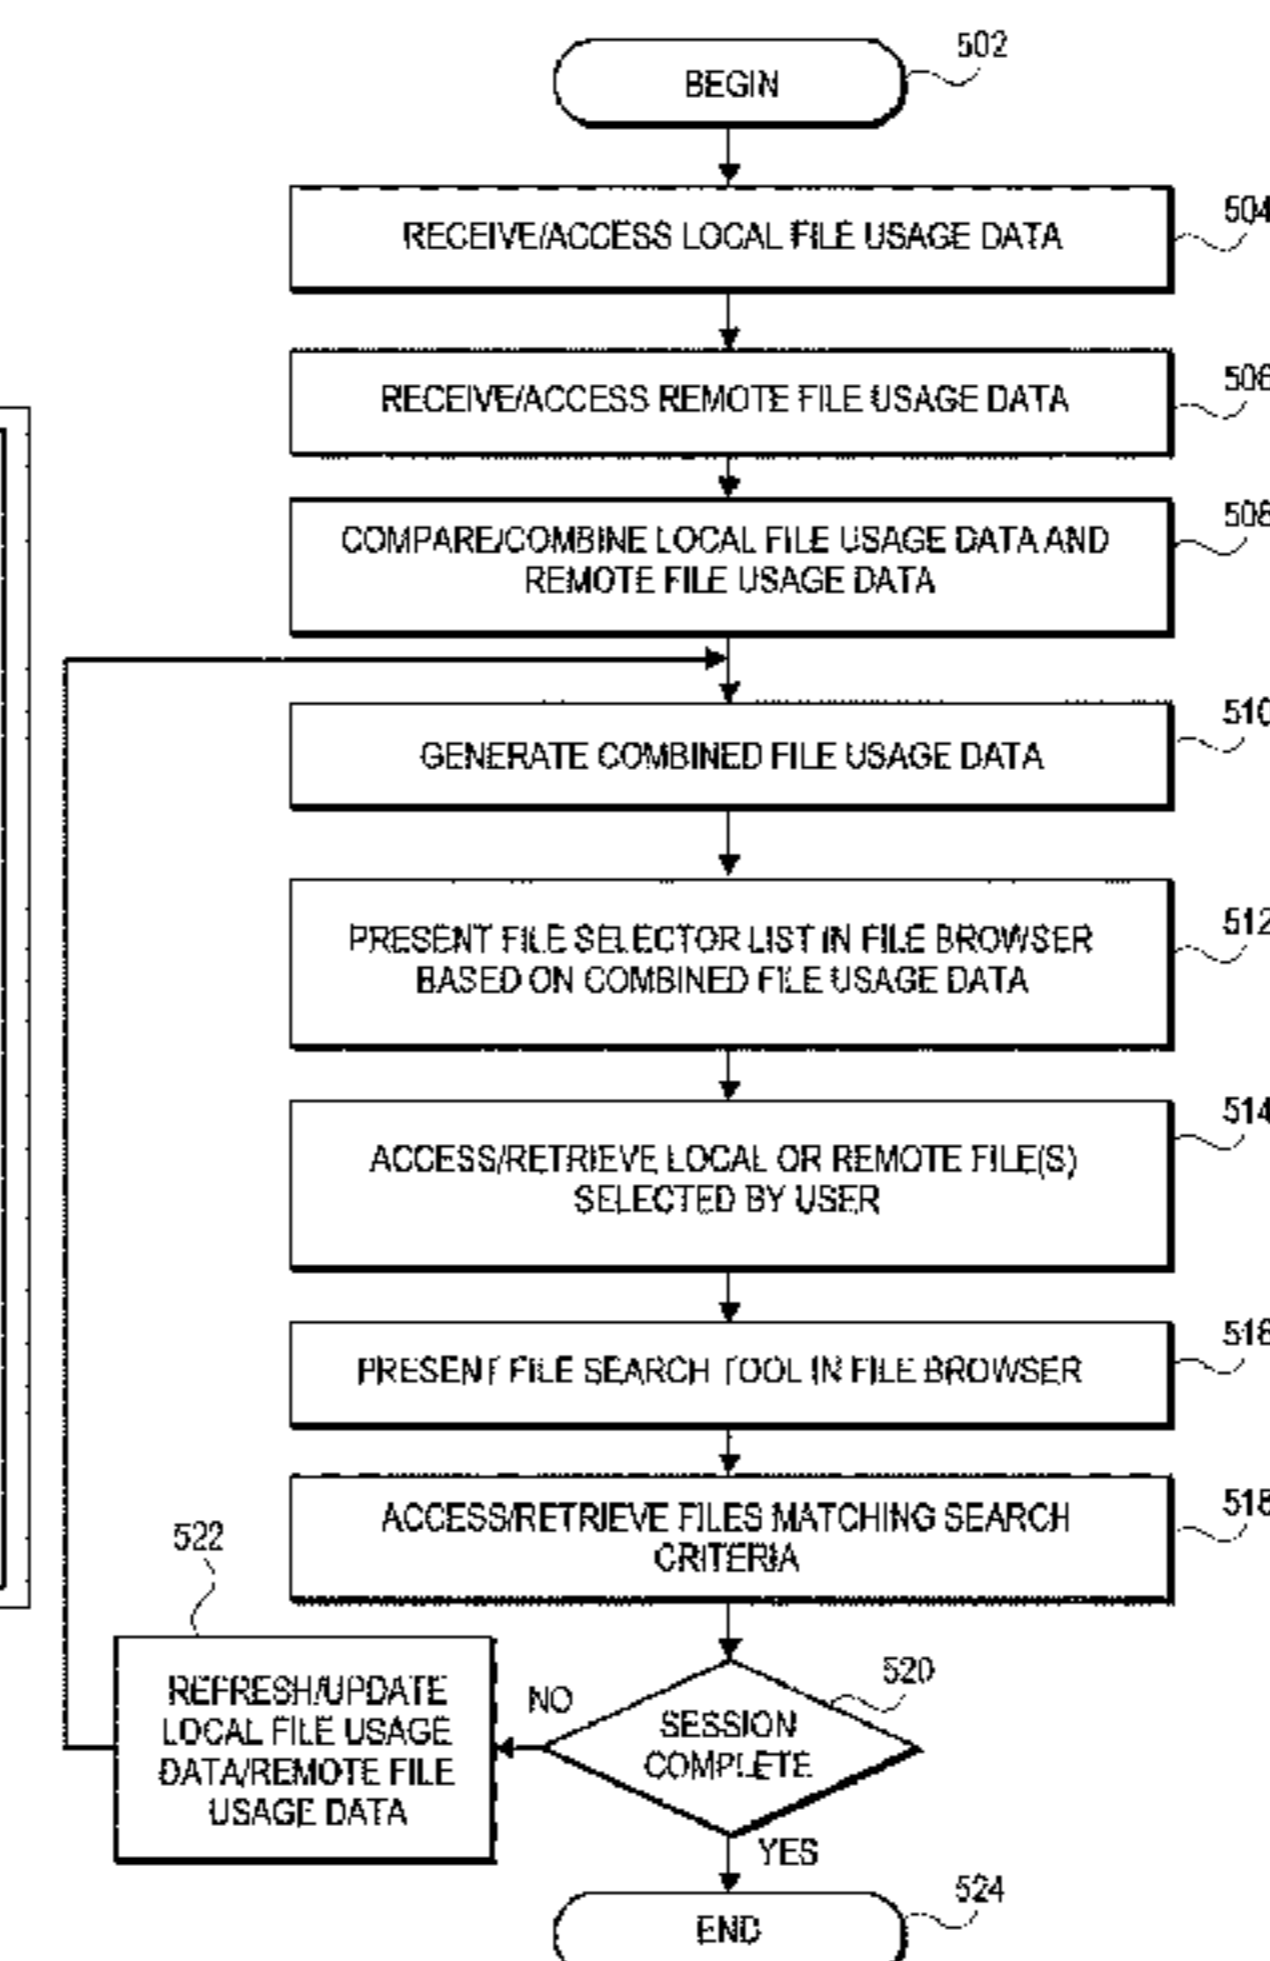 BEGIN
502
RECEIVE/ACCESS LOCAL FILE USAGE DATA
504
RECEIVE/ACCESS REMOTE FILE USAGE DATA
506
COMPARE/COMBINE LOCAL FILE USAGE DATA AND
REMOTE FILE USAGE DATA
508
GENERATE COMBINED FILE USAGE DATA
510
PRESENT FILE SELECTOR LIST IN FILE BROWSER
BASED ON COMBINED FILE USAGE DATA
512
ACCESS/RETRIEVE LOCAL OR REMOTE FILE(S)
SELECTED BY USER
514
PRESENT FILE SEARCH TOOL IN FILE BROWSER
516
ACCESS/RETRIEVE FILES MATCHING SEARCH
CRITERIA
518
522
REFRESH/UPDATE
LOCAL FILE USAGE
DATA/REMOTE FILE
USAGE DATA
NO
SESSION
COMPLETE
520
YES
END
524